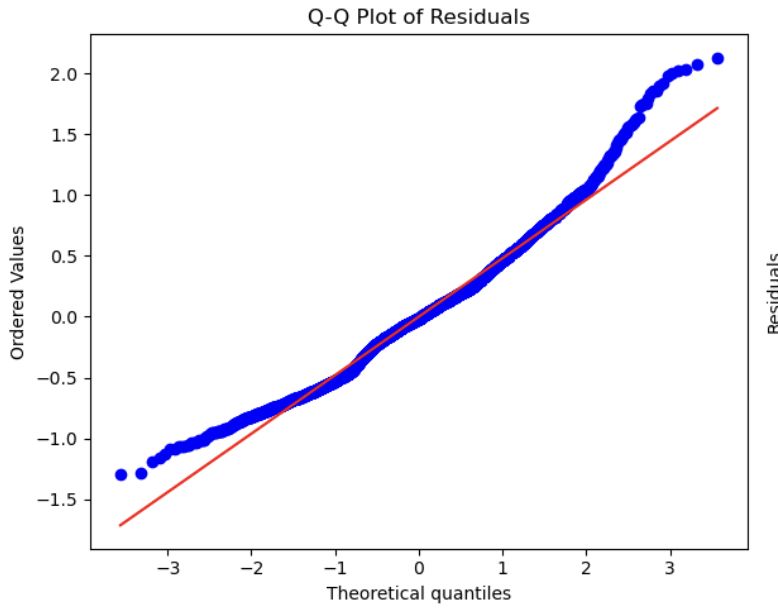 Q-Q Plot of Residuals
Ordered Values
2.0
1.5
1.0
0.5
0.0
−0.5
−1.0
−1.5
−3 −2 −1 0 1 2 3
Theoretical quantiles
Residuals